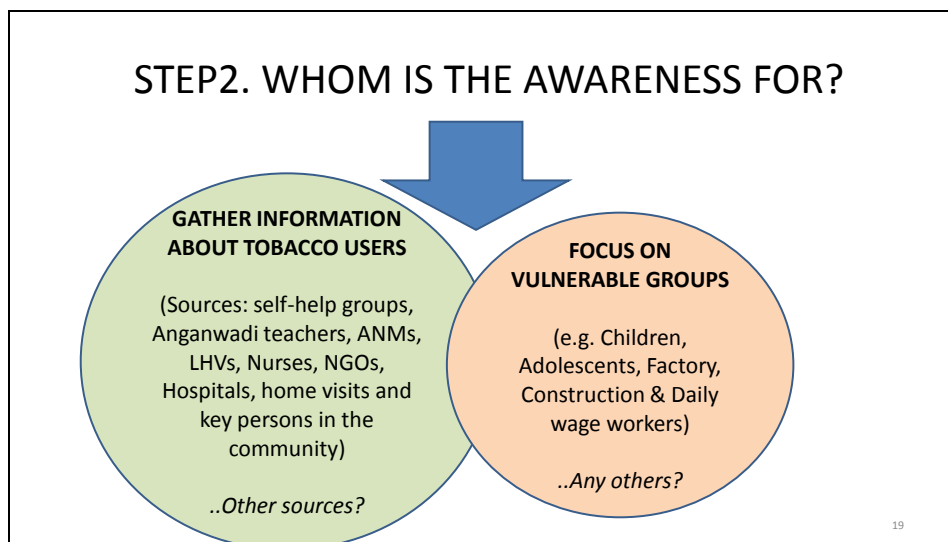 STEP2. WHOM IS THE AWARENESS FOR?
GATHER INFORMATION
ABOUT TOBACCO USERS
(Sources: self-help groups,
Anganwadi teachers, ANMs,
LHVs, Nurses, NGOs,
Hospitals, home visits and
key persons in the
community)
..Other sources?
FOCUS ON
VULNERABLE GROUPS
(e.g. Children,
Adolescents, Factory,
Construction & Daily
wage workers)
..Any others?
19